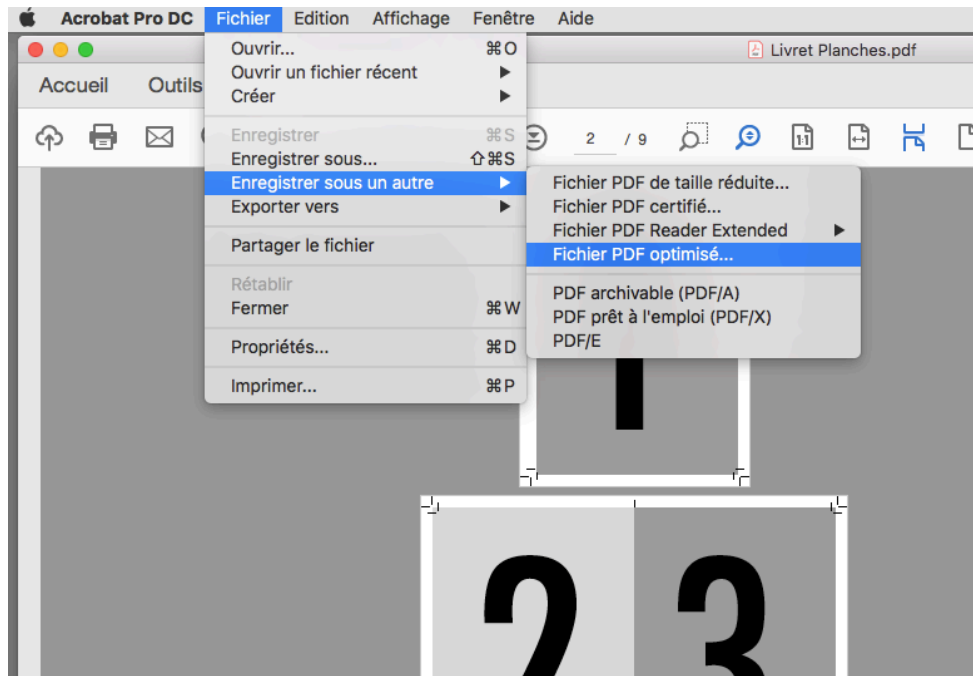 Acrobat Pro DC Fichier Edition Affichage Fenêtre Aide
Livret Planches.pdf
Accueil Outils
2 / 9
1:1
Ouvrir... ⌘O
Ouvrir un fichier récent
Créer
Enregistrer ⌘S
Enregistrer sous... ⇧⌘S
Enregistrer sous un autre
Exporter vers
Partager le fichier
Rétablir
Fermer ⌘W
Propriétés... ⌘D
Imprimer... ⌘P
Fichier PDF de taille réduite...
Fichier PDF certifié...
Fichier PDF Reader Extended
Fichier PDF optimisé...
PDF archivable (PDF/A)
PDF prêt à l'emploi (PDF/X)
PDF/E
1
2 3